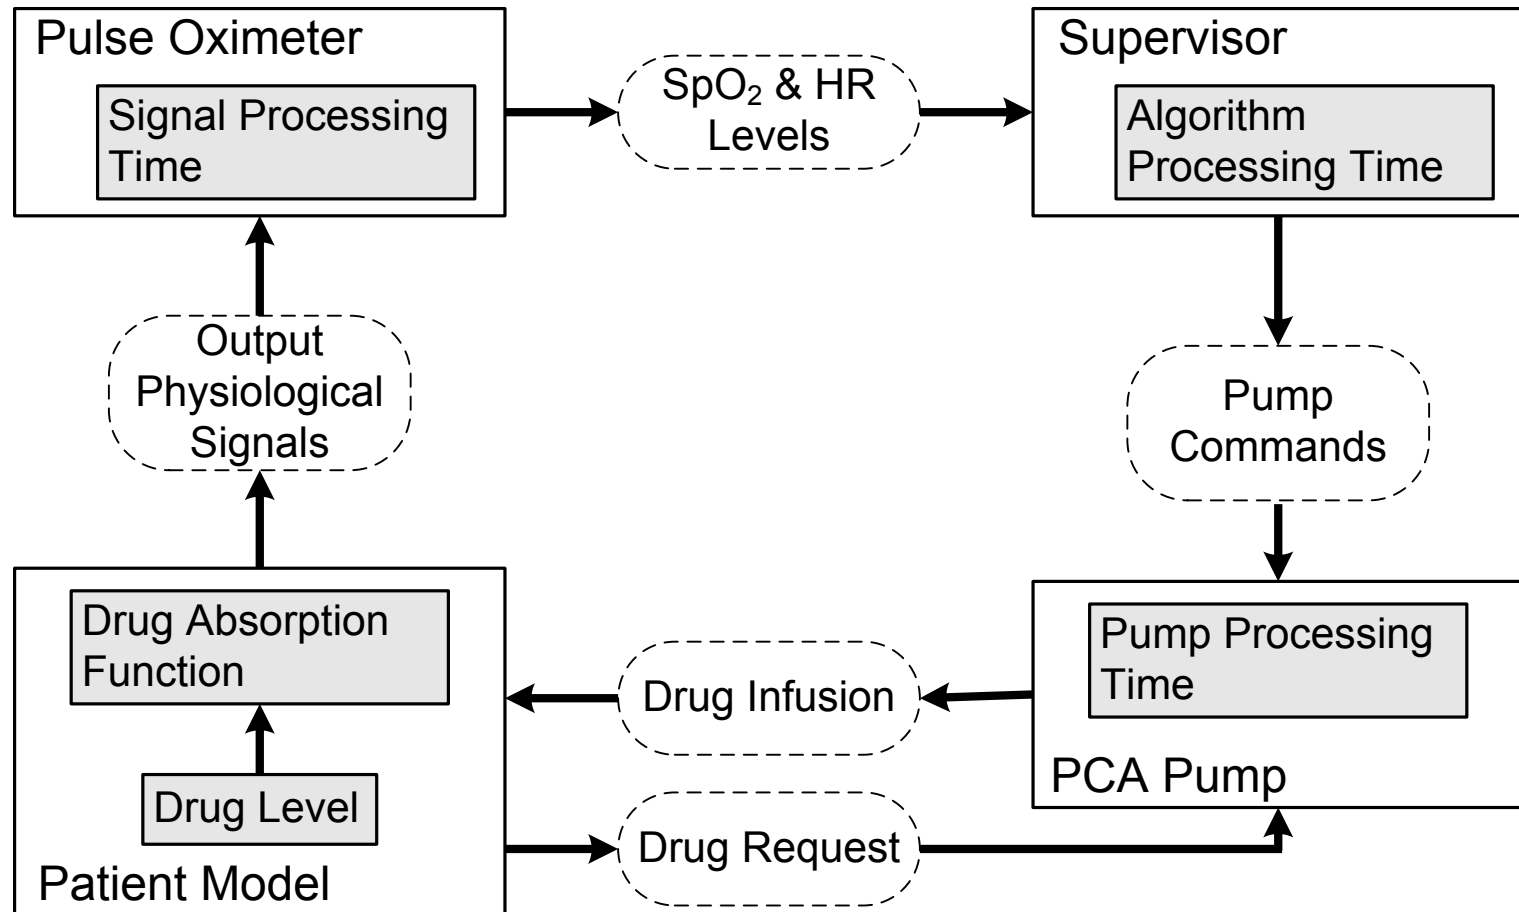 Pulse Oximeter
Signal Processing
Time
SpO₂ & HR
Levels
Supervisor
Algorithm
Processing Time
Output
Physiological
Signals
Pump
Commands
Drug Absorption
Function
Drug Level
Patient Model
Drug Infusion
Drug Request
Pump Processing
Time
PCA Pump